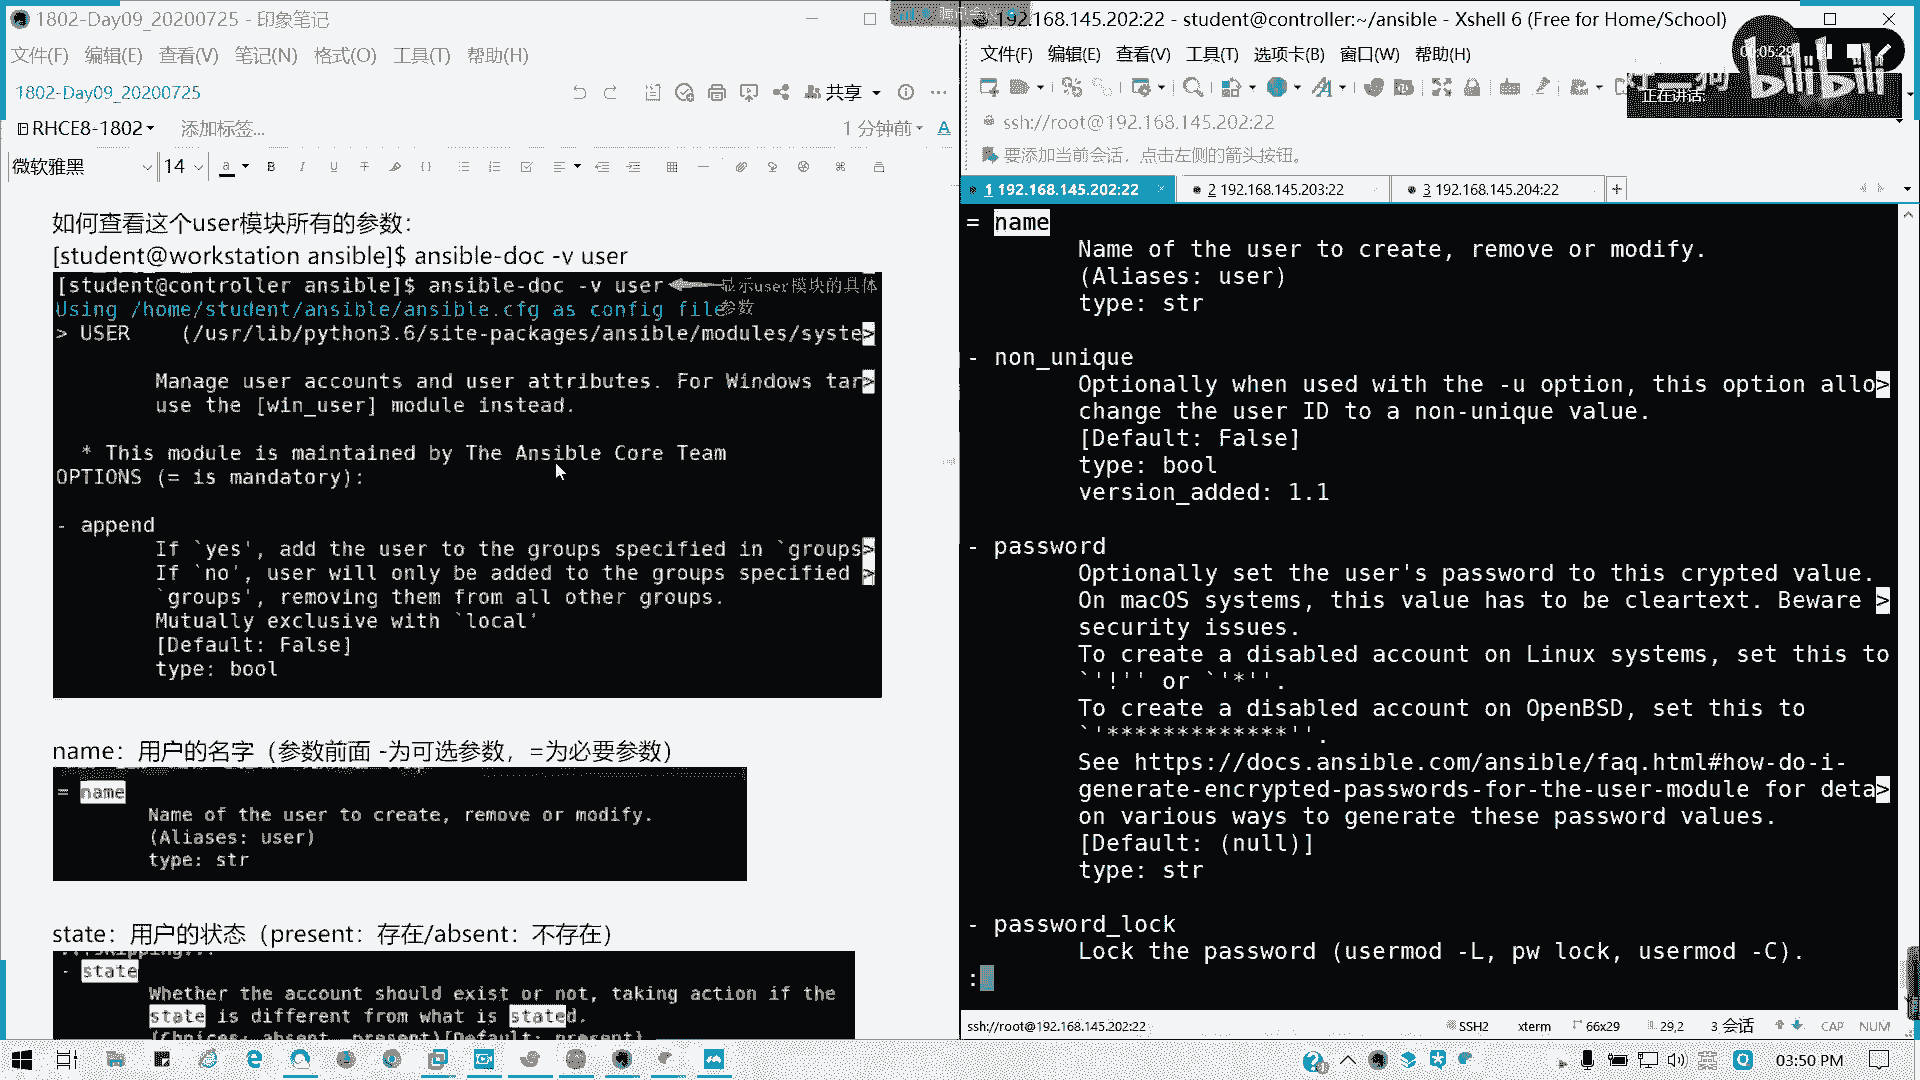 1802-Day09_20200725 - 印象笔记
文件(F) 编辑(E) 查看(V) 笔记(N) 格式(O) 工具(T) 帮助(H)
1802-Day09_20200725
共享
RHCE8-1802
添加标签...
1 分钟前
微软雅黑
14
如何查看这个user模块所有的参数：
[student@workstation ansible]$ ansible-doc -v user
[student@controller ansible]$ ansible-doc -v user
显示user模块的具体
参数
Using /home/student/ansible/ansible.cfg as config file
> USER (/usr/lib/python3.6/site-packages/ansible/modules/syste>
Manage user accounts and user attributes. For Windows tar>
use the [win_user] module instead.
* This module is maintained by The Ansible Core Team
OPTIONS (= is mandatory):
- append
If `yes', add the user to the groups specified in `groups>
If `no', user will only be added to the groups specified >
`groups', removing them from all other groups.
Mutually exclusive with `local'
[Default: False]
type: bool
name：用户的名字（参数前面 -为可选参数，=为必要参数）
= name
Name of the user to create, remove or modify.
(Aliases: user)
type: str
state：用户的状态（present：存在/absent：不存在）
- state
Whether the account should exist or not, taking action if the
state is different from what is stated.
(Choices: absent, present)[Default: present]
192.168.145.202:22 - student@controller:~/ansible - Xshell 6 (Free for Home/School)
文件(F) 编辑(E) 查看(V) 工具(T) 选项卡(B) 窗口(W) 帮助(H)
00:05:29
bilibili
正在讲话
ssh://root@192.168.145.202:22
要添加当前会话，点击左侧的箭头按钮。
1 192.168.145.202:22
2 192.168.145.203:22
3 192.168.145.204:22
= name
Name of the user to create, remove or modify.
(Aliases: user)
type: str
- non_unique
Optionally when used with the -u option, this option allo>
change the user ID to a non-unique value.
[Default: False]
type: bool
version_added: 1.1
- password
Optionally set the user's password to this crypted value.
On macOS systems, this value has to be cleartext. Beware >
security issues.
To create a disabled account on Linux systems, set this to
`'!'' or `'*''.
To create a disabled account on OpenBSD, set this to
`'*************''.
See https://docs.ansible.com/ansible/faq.html#how-do-i-
generate-encrypted-passwords-for-the-user-module for deta>
on various ways to generate these password values.
[Default: (null)]
type: str
- password_lock
Lock the password (usermod -L, pw lock, usermod -C).
:
ssh://root@192.168.145.202:22 SSH2 xterm 66x29 29,2 3 会话 CAP NUM
英
03:50 PM